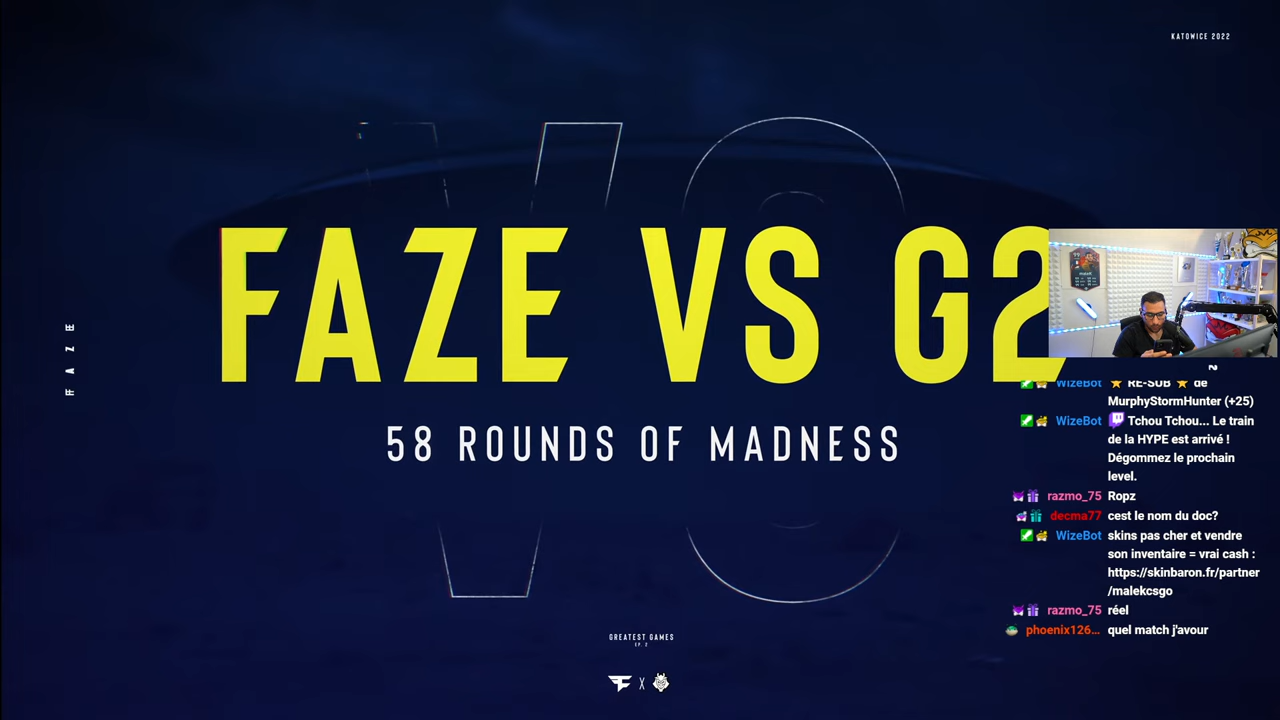 KATOWICE 2022
FAZE VS G2
58 ROUNDS OF MADNESS
FAZE
GREATEST GAMES
EP. 2
X
WizeBot RE-SUB de
MurphyStormHunter (+25)
WizeBot Tchou Tchou... Le train
de la HYPE est arrivé !
Dégommez le prochain
level.
razmo_75 Ropz
decma77 cest le nom du doc?
WizeBot skins pas cher et vendre
son inventaire = vrai cash :
https://skinbaron.fr/partner
/malekcsgo
razmo_75 réel
phoenix126... quel match j'avour